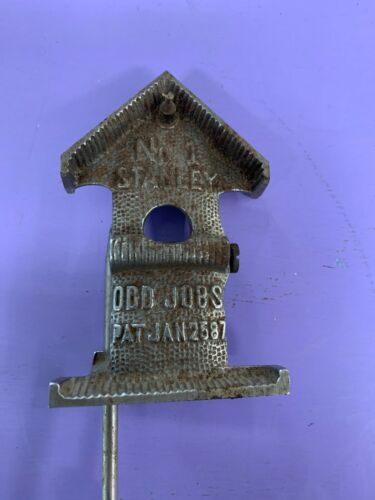 No 1
STANLEY
ODD JOBS
PAT JAN 25 87